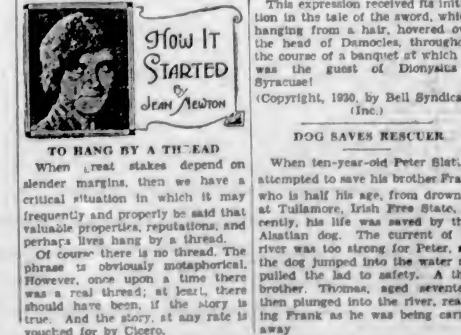 How It
Started
By
Jean Newton
TO HANG BY A THREAD
When great stakes depend on
slender margins, then we have a
critical situation in which it may
frequently and properly be said that
valuable properties, reputations, and
perhaps lives hang by a thread.
Of course there is no thread. The
phrase is obviously motaphorical.
However, once upon a time there
was a real thread; at least, there
should have been, if the story is
true. And the story, at any rate is
vouched for by Cicero.
This expression received its init
tion in the tale of the sword, whic
hanging from a hair, hovered ov
the head of Damocles, througho
the course of a banquet at which
was the guest of Dionysius
Syracuse!
(Copyright, 1930, by Bell Syndica
(Inc.)
DOG SAVES RESCUER
When ten-year-old Peter Slat
attempted to save his brother Fra
who is half his age, from drown
at Tullamore, Irish Free State,
cently, his life was saved by th
Alsatian dog. The current of
river was too strong for Peter,
the dog jumped into the water
pulled the lad to safety. A th
brother. Thomas, aged sevente
then plunged into the river, rea
ing Frank as he was being carr
away